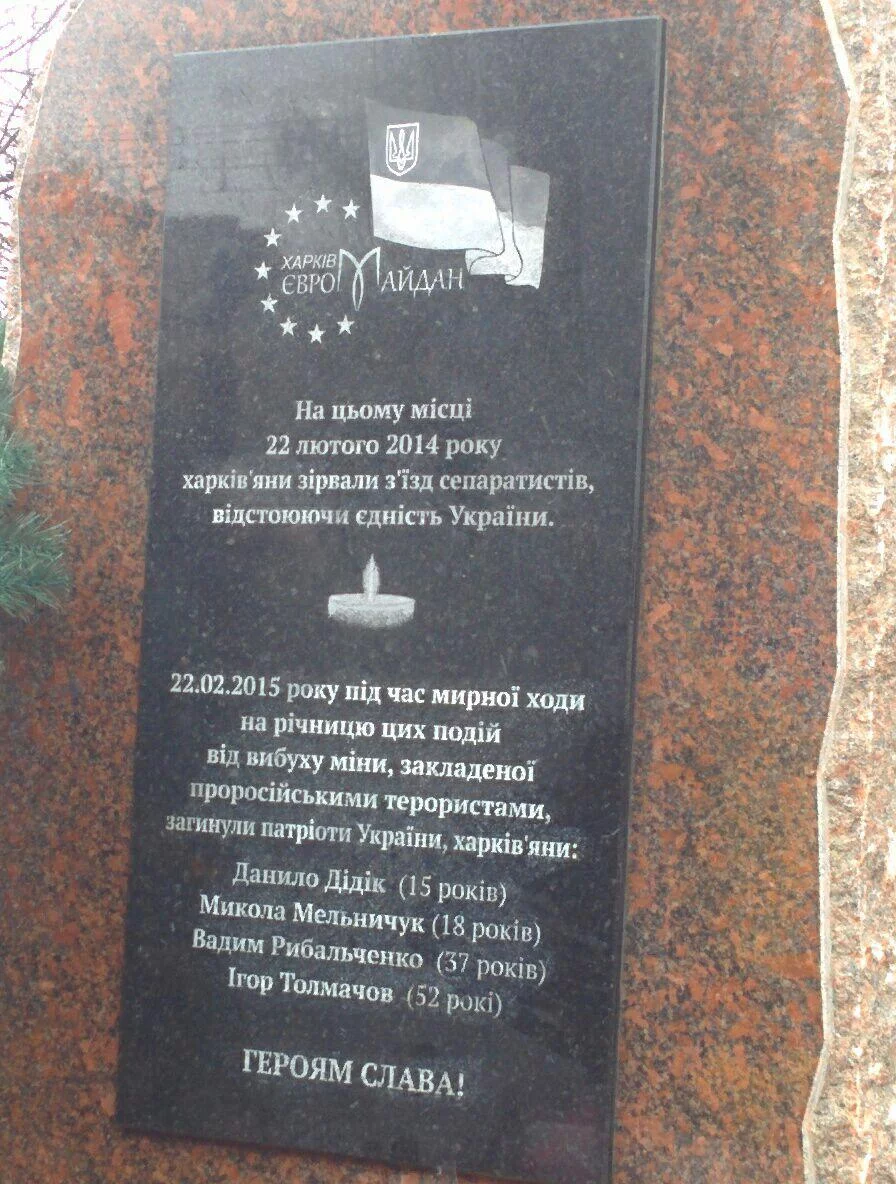 ХАРКІВ
ЄВРОМАЙДАН
На цьому місці
22 лютого 2014 року
харків'яни зірвали з'їзд сепаратистів,
відстоюючи єдність України.
22.02.2015 року під час мирної ходи
на річницю цих подій
від вибуху міни, закладеної
проросійськими терористами,
загинули патріоти України, харків'яни:
Данило Дідік (15 років)
Микола Мельничук (18 років)
Вадим Рибальченко (37 років)
Ігор Толмачов (52 рокі)
ГЕРОЯМ СЛАВА!